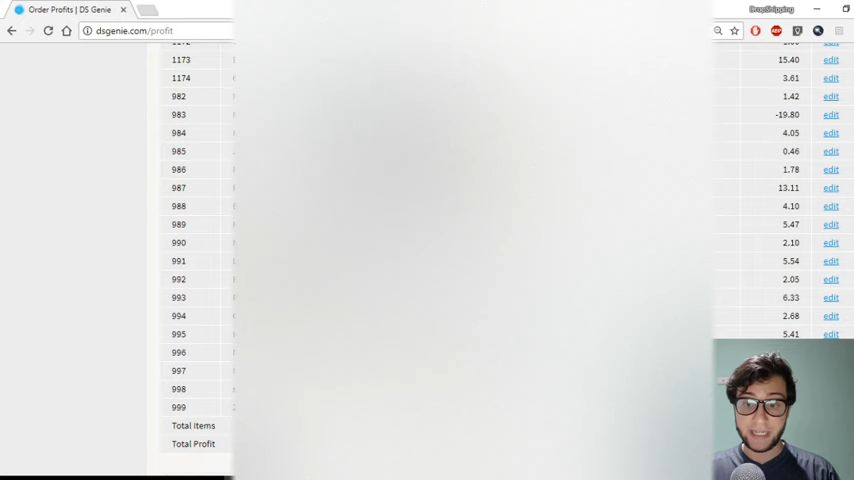 Order Profits | DS Genie
DropShipping
dsgenie.com/profit
ABP
1172 edit
1173 15.40 edit
1174 3.61 edit
982 1.42 edit
983 -19.80 edit
984 4.05 edit
985 0.46 edit
986 1.78 edit
987 13.11 edit
988 4.10 edit
989 5.47 edit
990 2.10 edit
991 5.54 edit
992 2.05 edit
993 6.33 edit
994 2.68 edit
995 5.41 edit
996
997
998
999
Total Items
Total Profit